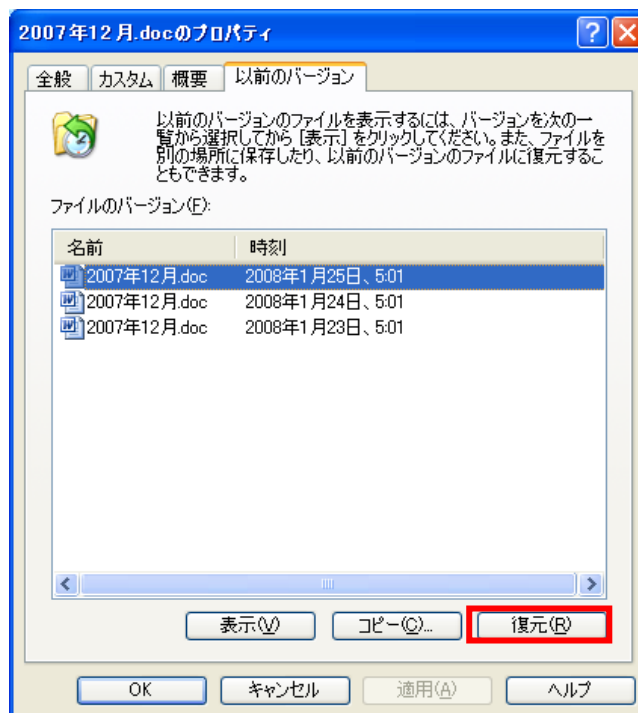 2007年12月.docのプロパティ
全般 カスタム 概要 以前のバージョン
以前のバージョンのファイルを表示するには、バージョンを次の一
覧から選択してから [表示] をクリックしてください。また、ファイルを
別の場所に保存したり、以前のバージョンのファイルに復元するこ
ともできます。
ファイルのバージョン(F):
名前 時刻
2007年12月.doc 2008年1月25日、5:01
2007年12月.doc 2008年1月24日、5:01
2007年12月.doc 2008年1月23日、5:01
表示(V) コピー(C)... 復元(R)
OK キャンセル 適用(A) ヘルプ